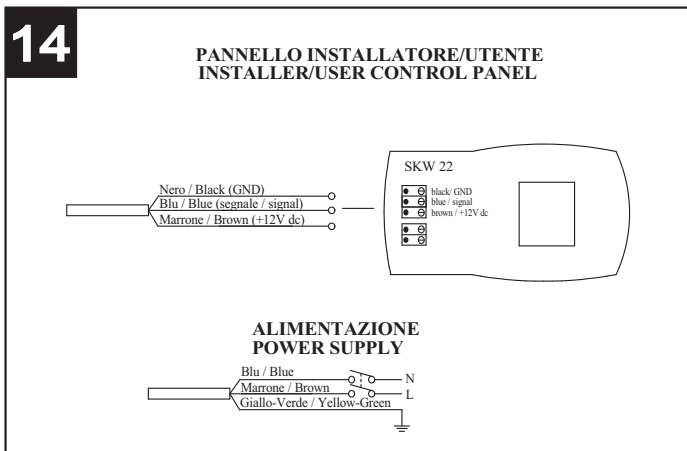 14
PANNELLO INSTALLATORE/UTENTE
INSTALLER/USER CONTROL PANEL
Nero / Black (GND)
Blu / Blue (segnale / signal)
Marrone / Brown (+12V dc)
SKW 22
black/ GND
blue / signal
brown / +12V dc
ALIMENTAZIONE
POWER SUPPLY
Blu / Blue
N
Marrone / Brown
L
Giallo-Verde / Yellow-Green